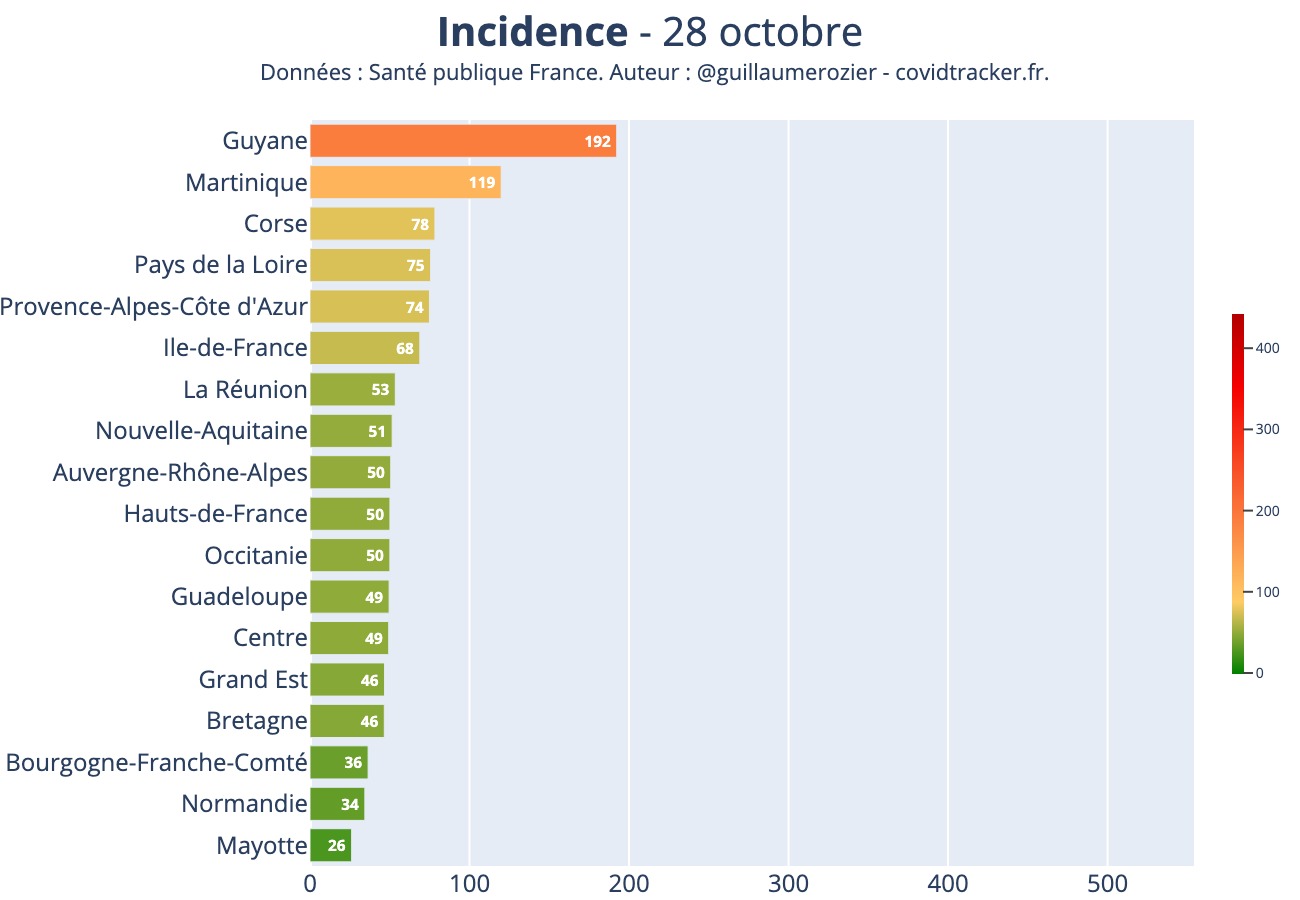 Incidence - 28 octobre
Données : Santé publique France. Auteur : @guillaumerozier - covidtracker.fr.
Guyane 192
Martinique 119
Corse 78
Pays de la Loire 75
Provence-Alpes-Côte d'Azur 74
Ile-de-France 68
La Réunion 53
Nouvelle-Aquitaine 51
Auvergne-Rhône-Alpes 50
Hauts-de-France 50
Occitanie 50
Guadeloupe 49
Centre 49
Grand Est 46
Bretagne 46
Bourgogne-Franche-Comté 36
Normandie 34
Mayotte 26
0 100 200 300 400 500
400
300
200
100
0